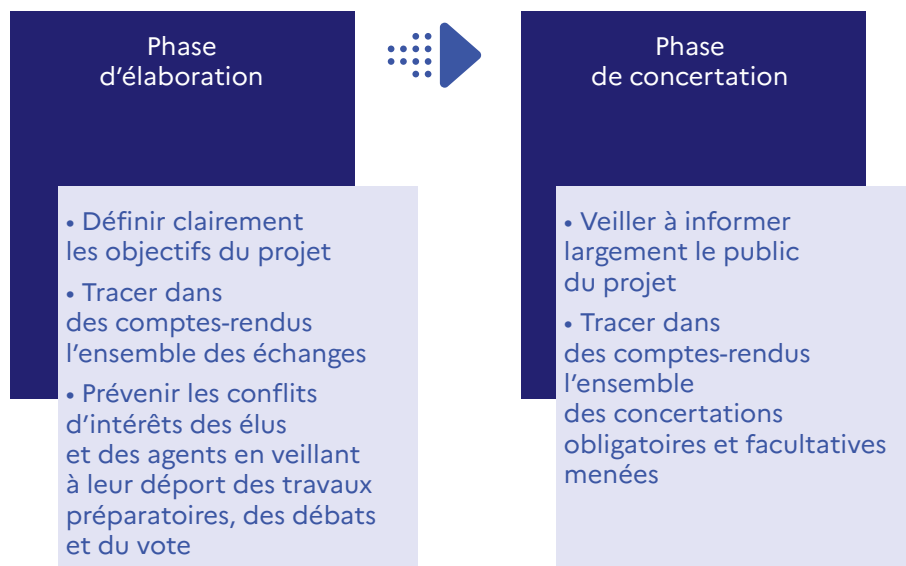 Phase
d'élaboration
• Définir clairement
les objectifs du projet
• Tracer dans
des comptes-rendus
l'ensemble des échanges
• Prévenir les conflits
d'intérêts des élus
et des agents en veillant
à leur déport des travaux
préparatoires, des débats
et du vote
Phase
de concertation
• Veiller à informer
largement le public
du projet
• Tracer dans
des comptes-rendus
l'ensemble
des concertations
obligatoires et facultatives
menées